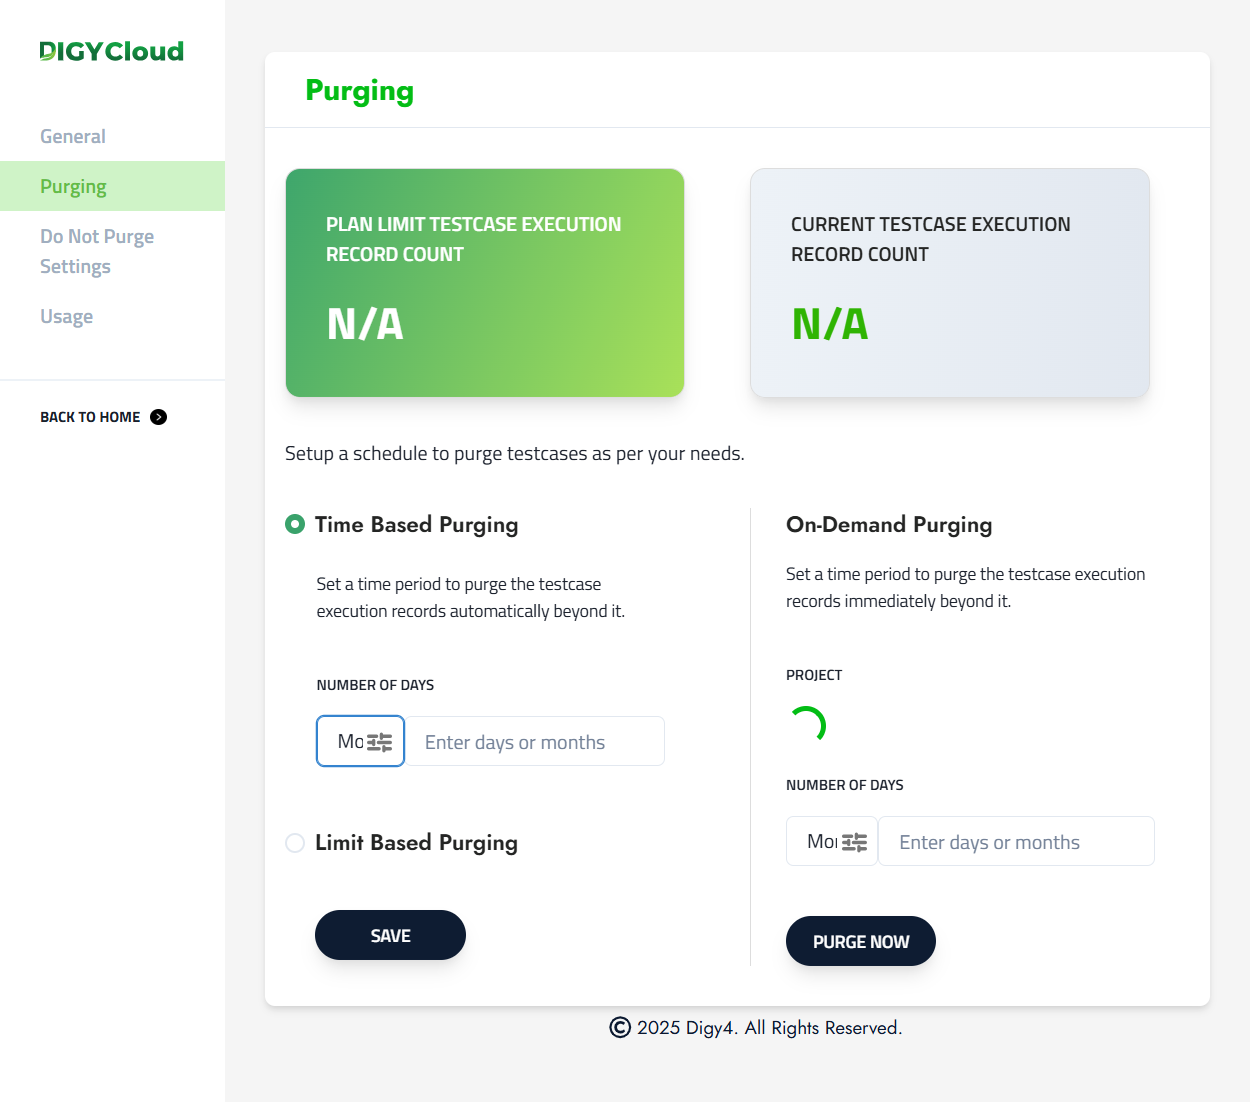 DIGYCloud
General
Purging
Do Not Purge
Settings
Usage
BACK TO HOME
Purging
PLAN LIMIT TESTCASE EXECUTION
RECORD COUNT
N/A
CURRENT TESTCASE EXECUTION
RECORD COUNT
N/A
Setup a schedule to purge testcases as per your needs.
Time Based Purging
Set a time period to purge the testcase
execution records automatically beyond it.
NUMBER OF DAYS
Mo
Enter days or months
Limit Based Purging
SAVE
On-Demand Purging
Set a time period to purge the testcase execution
records immediately beyond it.
PROJECT
NUMBER OF DAYS
Mo
Enter days or months
PURGE NOW
© 2025 Digy4. All Rights Reserved.